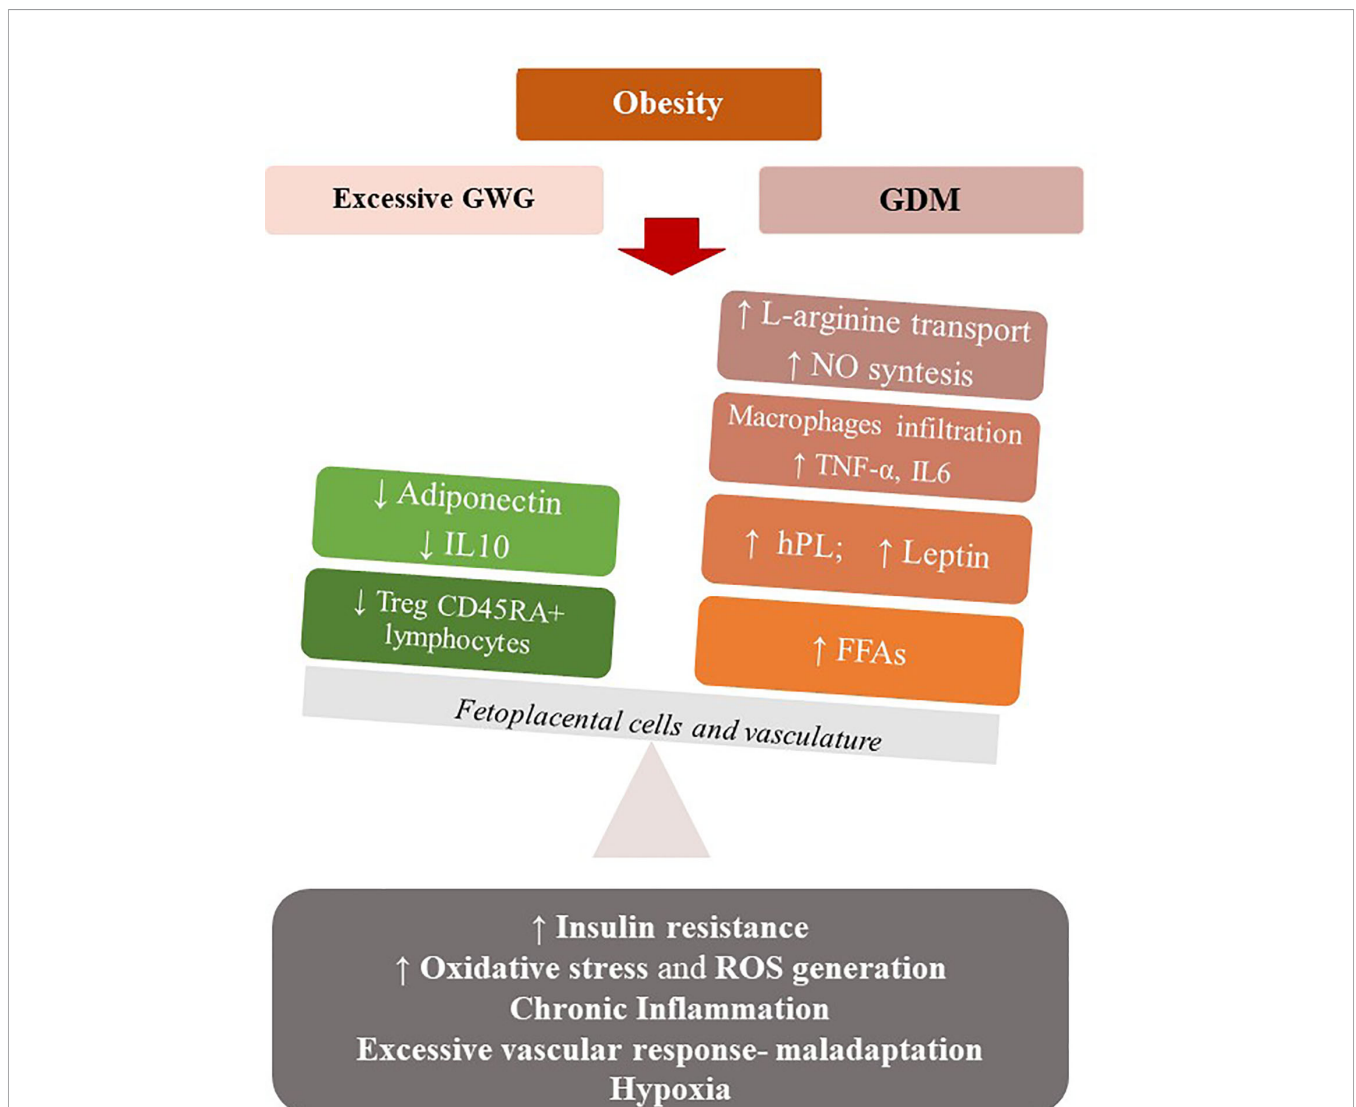 Obesity
Excessive GWG
GDM
↑ L-arginine transport
↑ NO syntesis
Macrophages infiltration
↑ TNF-α, IL6
↑ hPL; ↑ Leptin
↑ FFAs
↓ Adiponectin
↓ IL10
↓ Treg CD45RA+
lymphocytes
Fetoplacental cells and vasculature
↑ Insulin resistance
↑ Oxidative stress and ROS generation
Chronic Inflammation
Excessive vascular response- maladaptation
Hypoxia